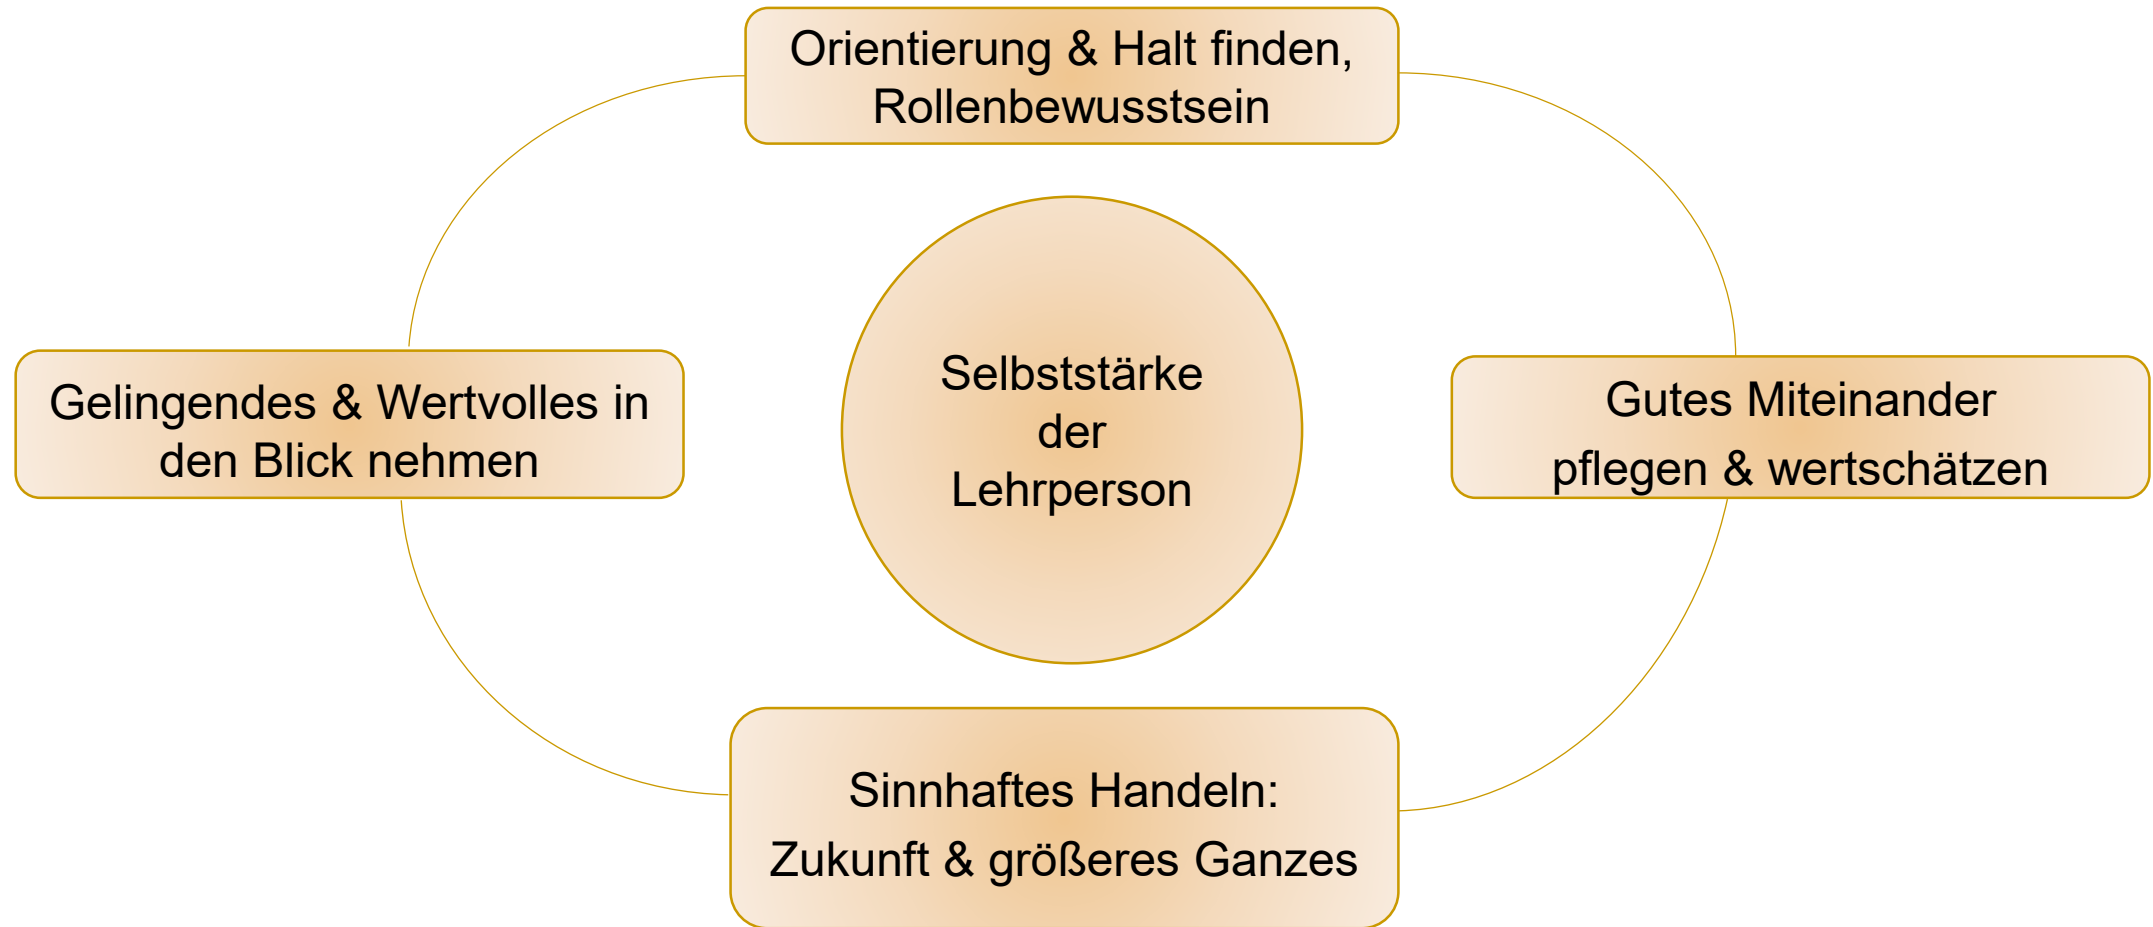 Orientierung & Halt finden,
Rollenbewusstsein
Gelingendes & Wertvolles in
den Blick nehmen
Selbststärke
der
Lehrperson
Gutes Miteinander
pflegen & wertschätzen
Sinnhaftes Handeln:
Zukunft & größeres Ganzes